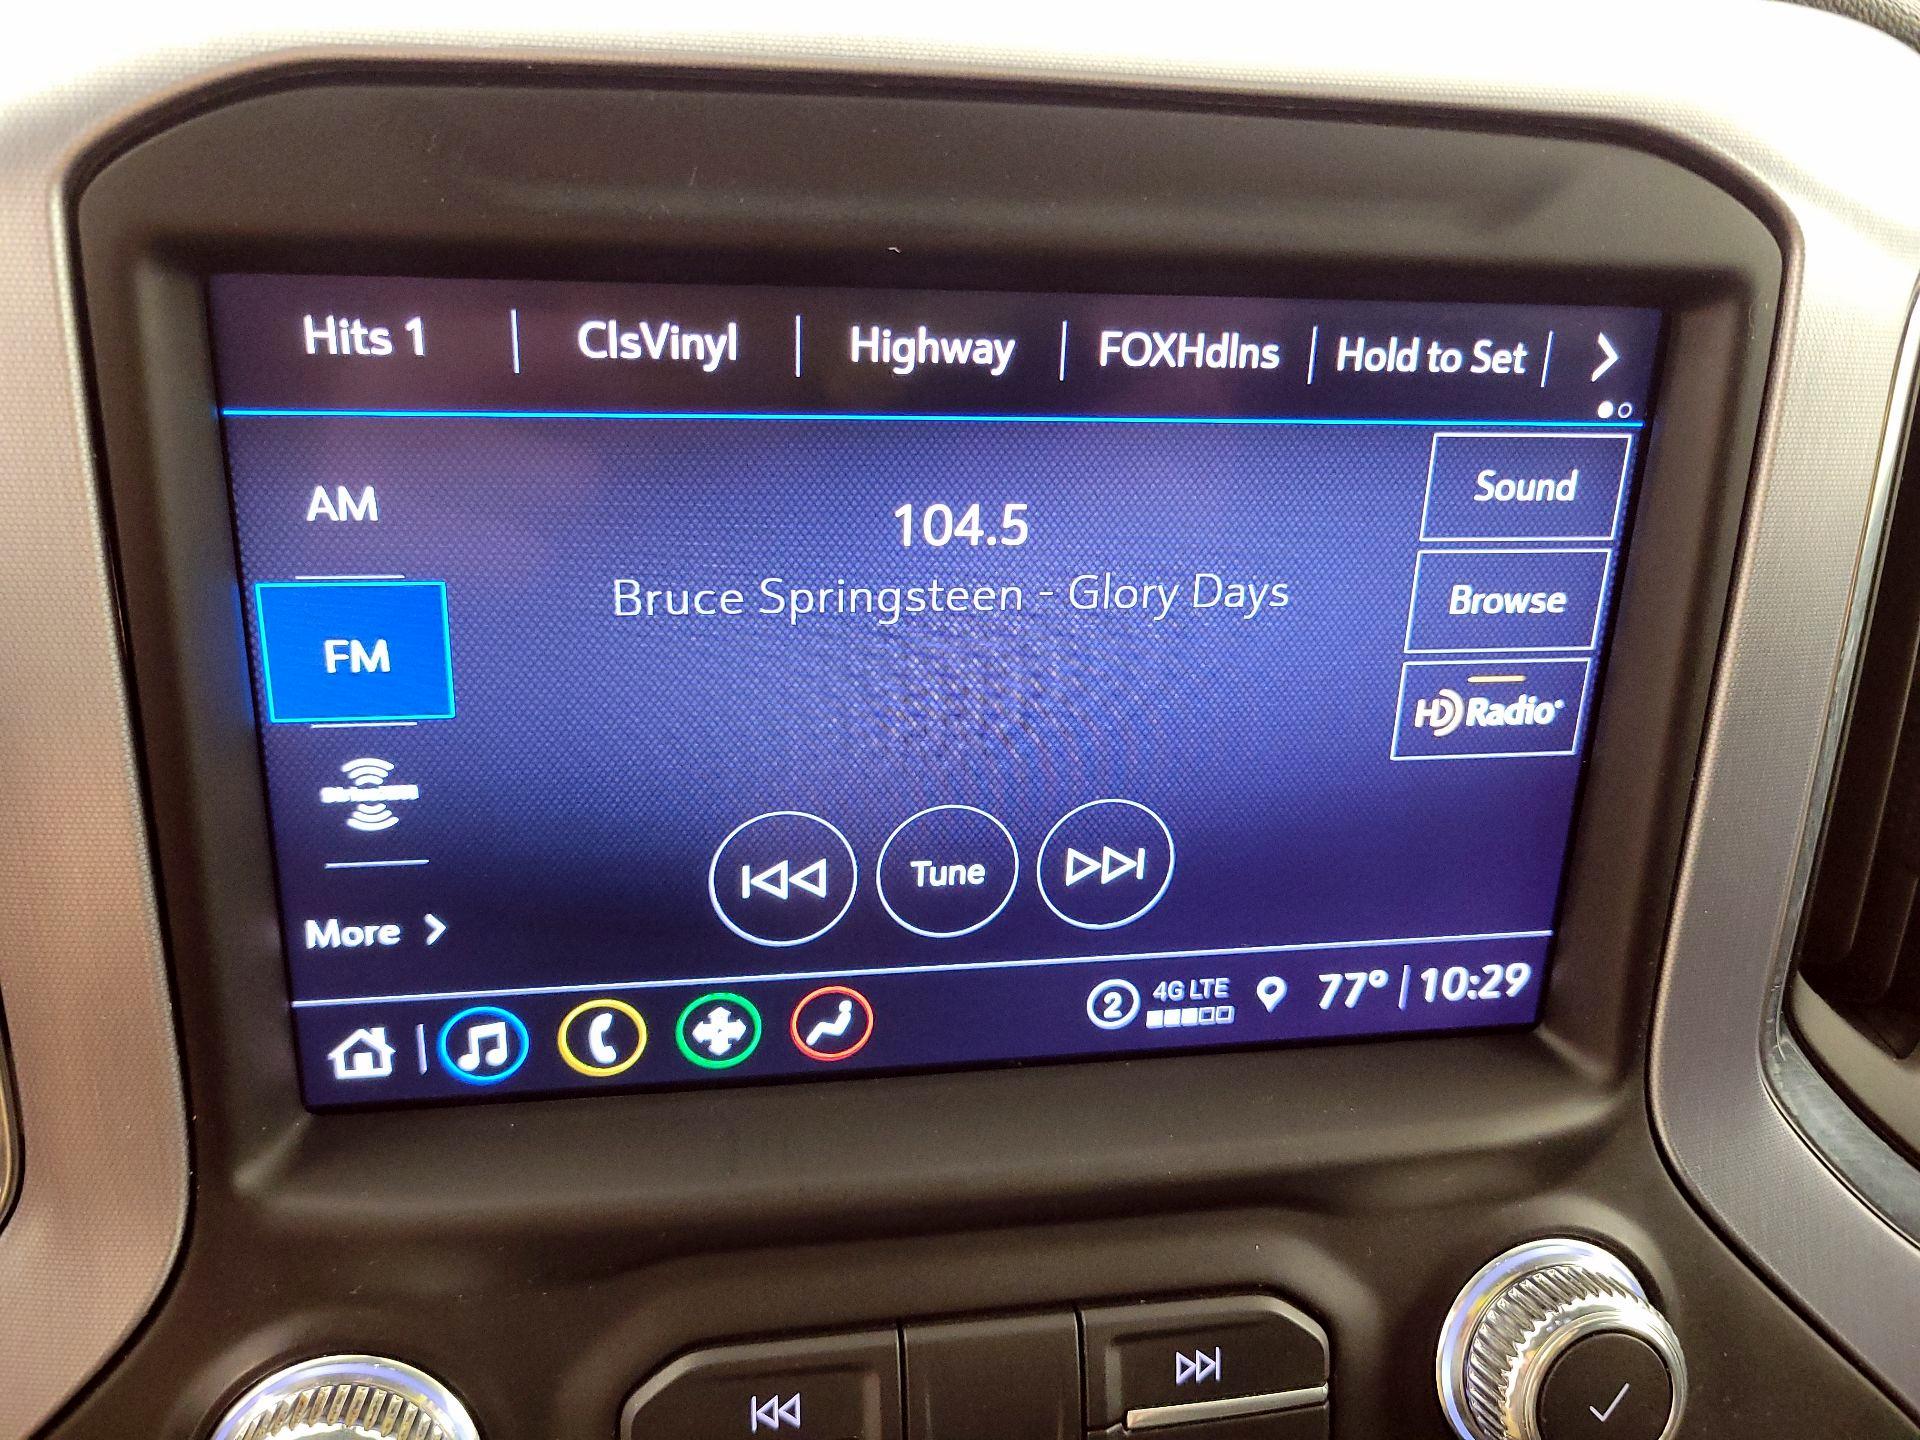 Hits 1 | ClsVinyl | Highway | FOXHdlns | Hold to Set |
AM
104.5
Sound
Bruce Springsteen - Glory Days
Browse
FM
HD Radio
Tune
More
2 4G LTE 77° | 10:29